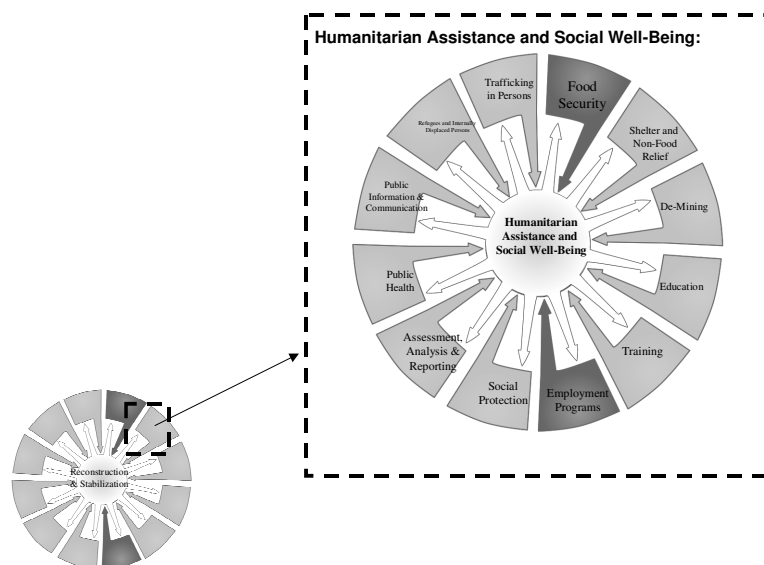 Humanitarian Assistance and Social Well-Being:
Trafficking
in Persons
Food
Security
Shelter and
Non-Food
Relief
De-Mining
Education
Training
Employment
Programs
Social
Protection
Assessment,
Analysis &
Reporting
Public
Health
Public
Information &
Communication
Refugees and Internally
Displaced Persons
Humanitarian
Assistance and
Social Well-Being
Reconstruction
& Stabilization